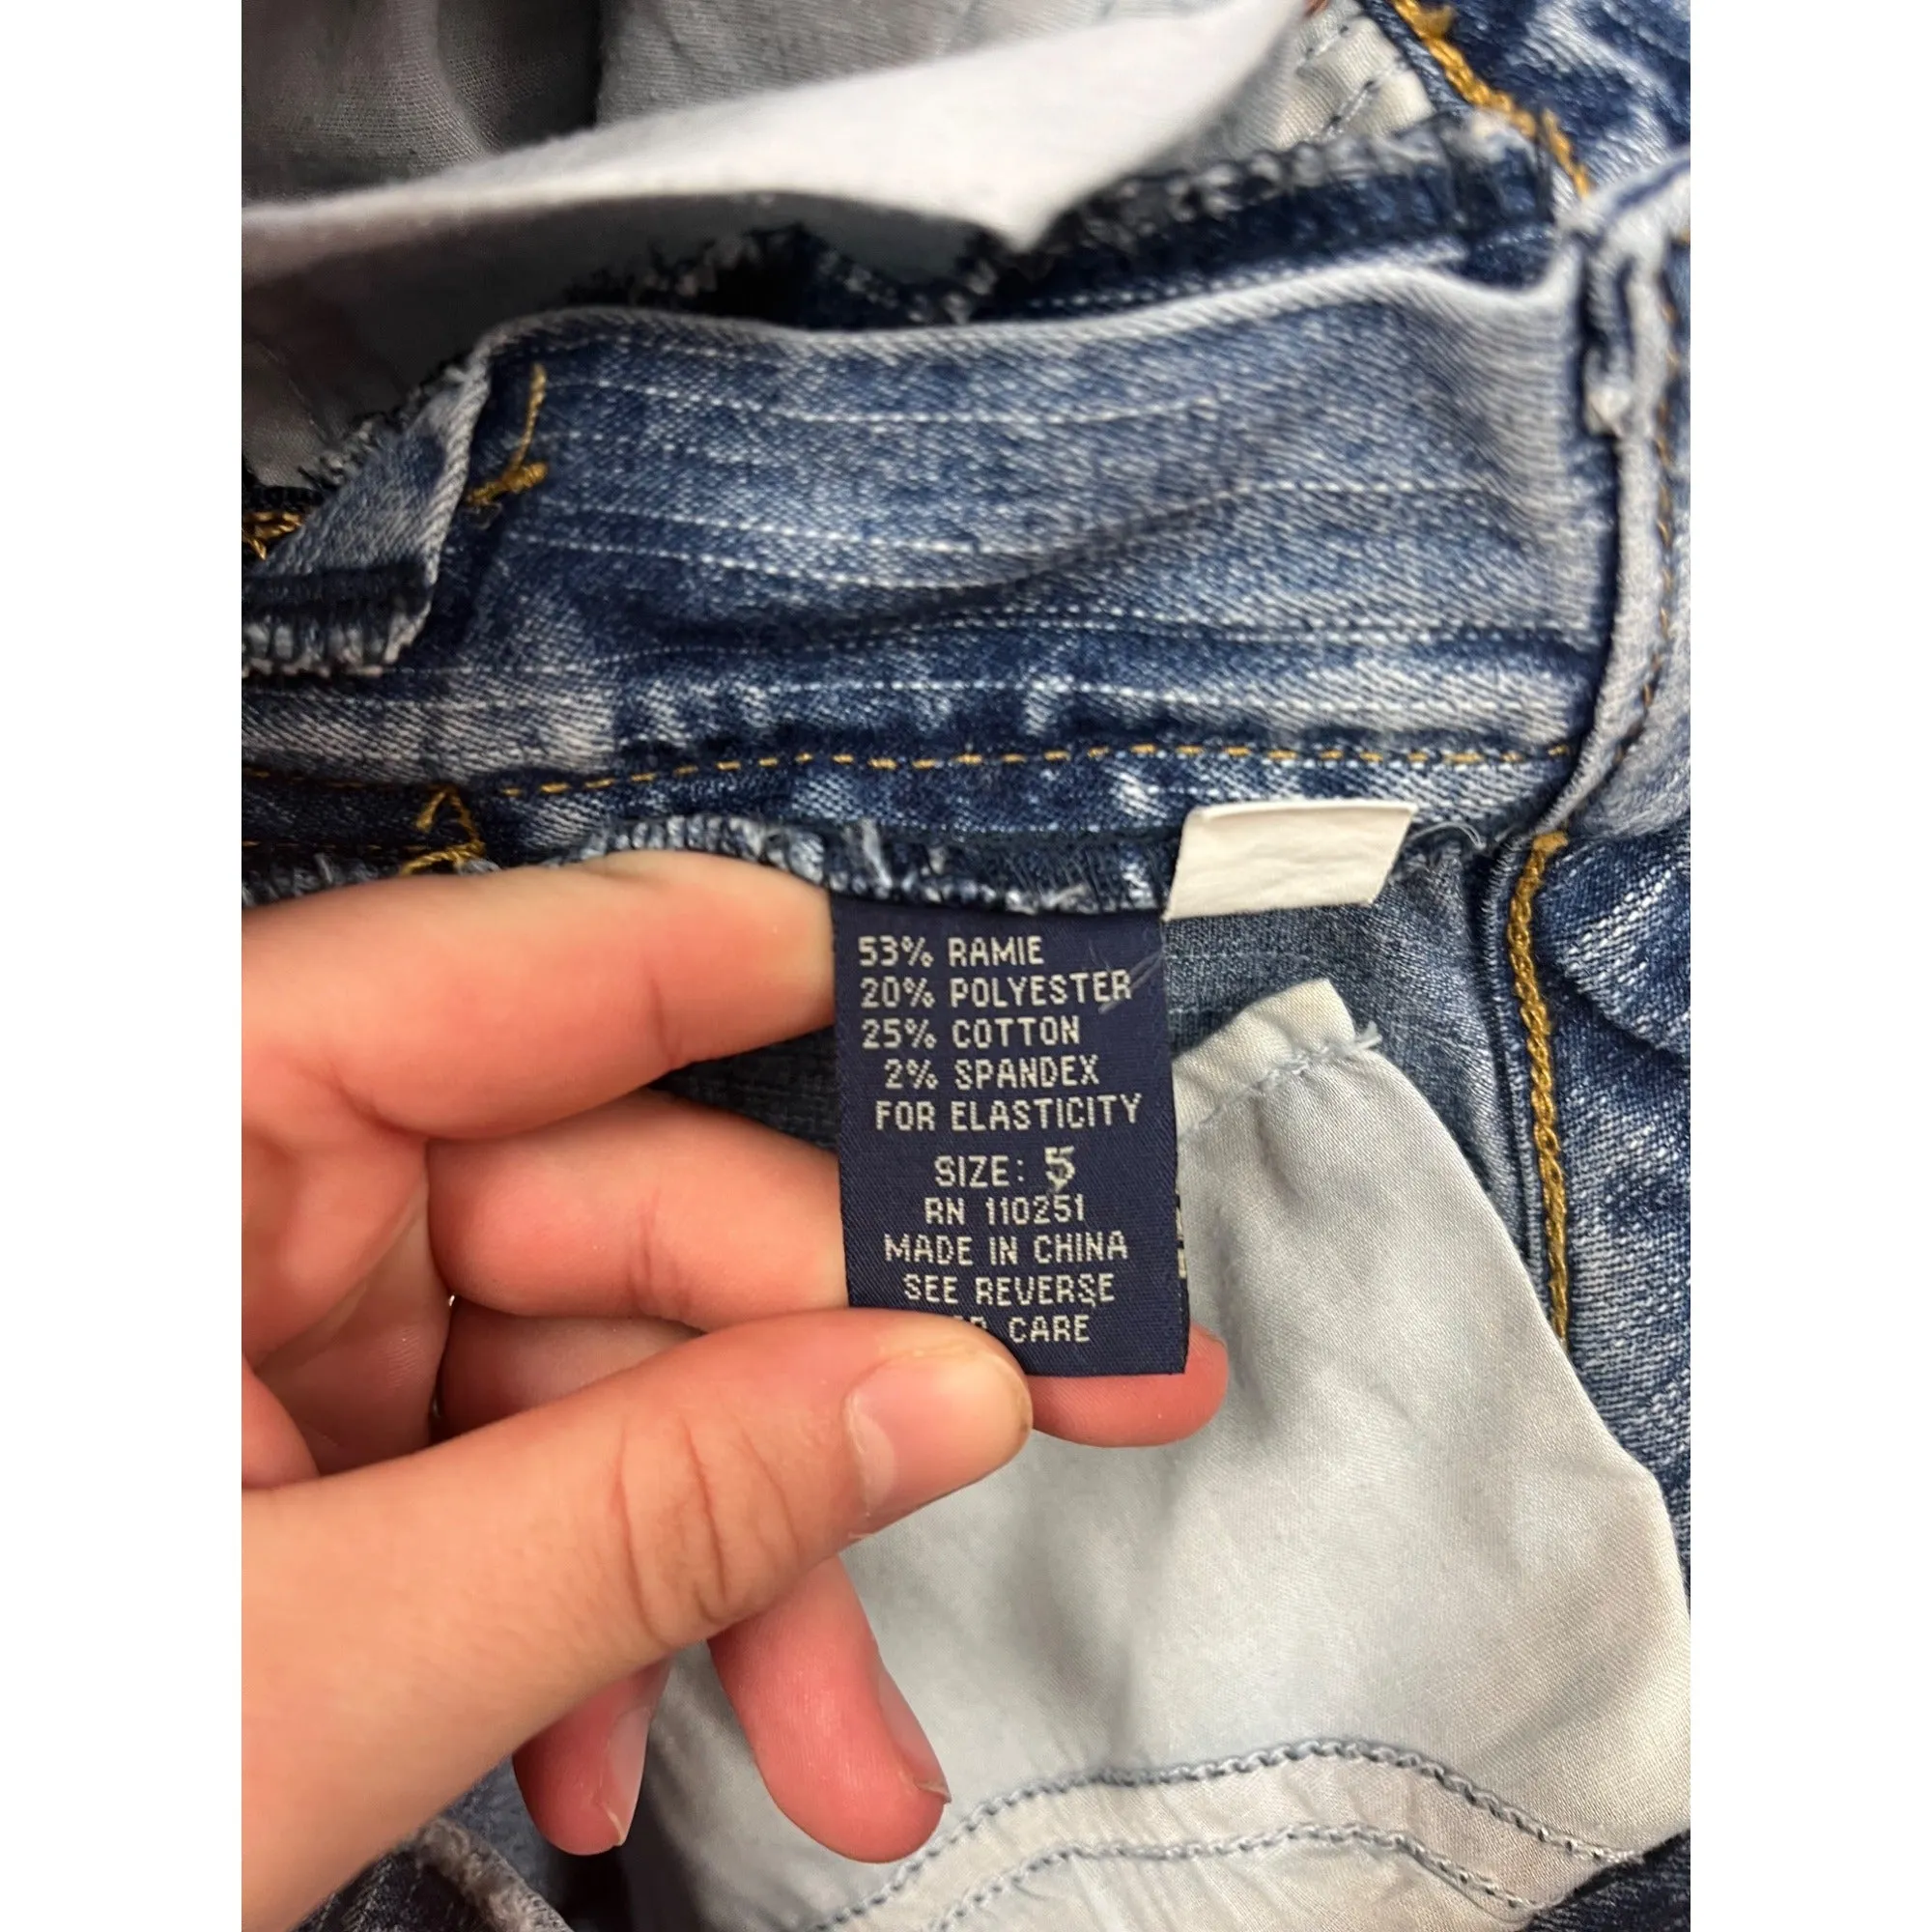 53% RAMIE
20% POLYESTER
25% COTTON
2% SPANDEX
FOR ELASTICITY
SIZE: 5
RN 110251
MADE IN CHINA
SEE REVERSE
CARE